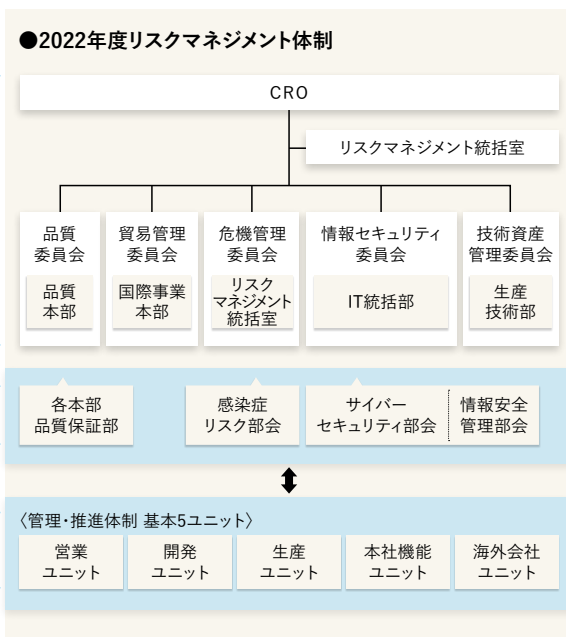 ●2022年度リスクマネジメント体制
CRO
リスクマネジメント統括室
品質
委員会
品質
本部
貿易管理
委員会
国際事業
本部
危機管理
委員会
リスク
マネジメント
統括室
情報セキュリティ
委員会
IT統括部
技術資産
管理委員会
生産
技術部
各本部
品質保証部
感染症
リスク部会
サイバー
セキュリティ部会
情報安全
管理部会
〈管理・推進体制 基本5ユニット〉
営業
ユニット
開発
ユニット
生産
ユニット
本社機能
ユニット
海外会社
ユニット